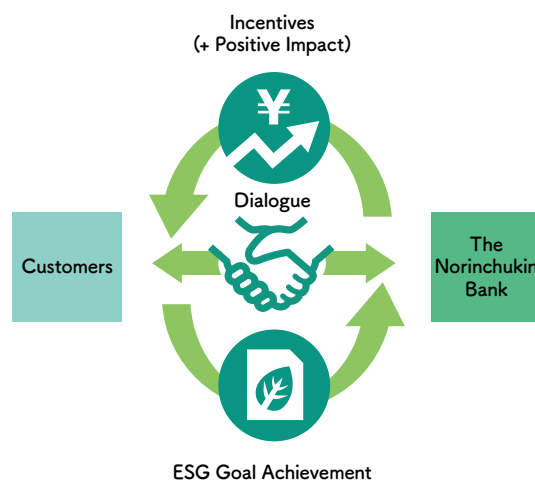 Incentives
(+ Positive Impact)
¥
Dialogue
Customers
The
Norinchukin
Bank
ESG Goal Achievement